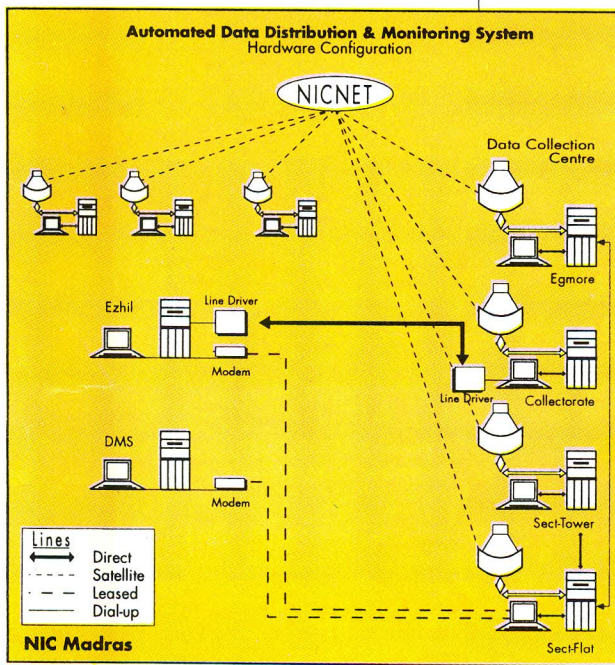 Automated Data Distribution & Monitoring System
Hardware Configuration
NICNET
Data Collection
Centre
Egmore
Ezhil
Line Driver
Modem
Line Driver
Collectorate
DMS
Modem
Sect-Tower
Lines
Direct
Satellite
Leased
Dial-up
NIC Madras
Sect-Flat